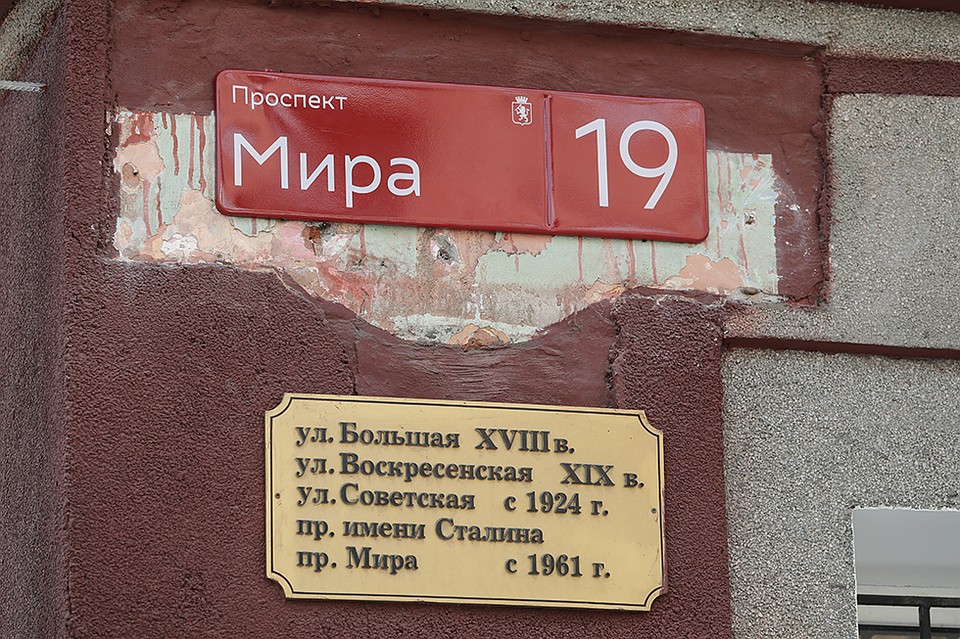 Проспект
Мира
19
ул. Большая XVIII в.
ул. Воскресенская XIX в.
ул. Советская с 1924 г.
пр. имени Сталина
пр. Мира с 1961 г.